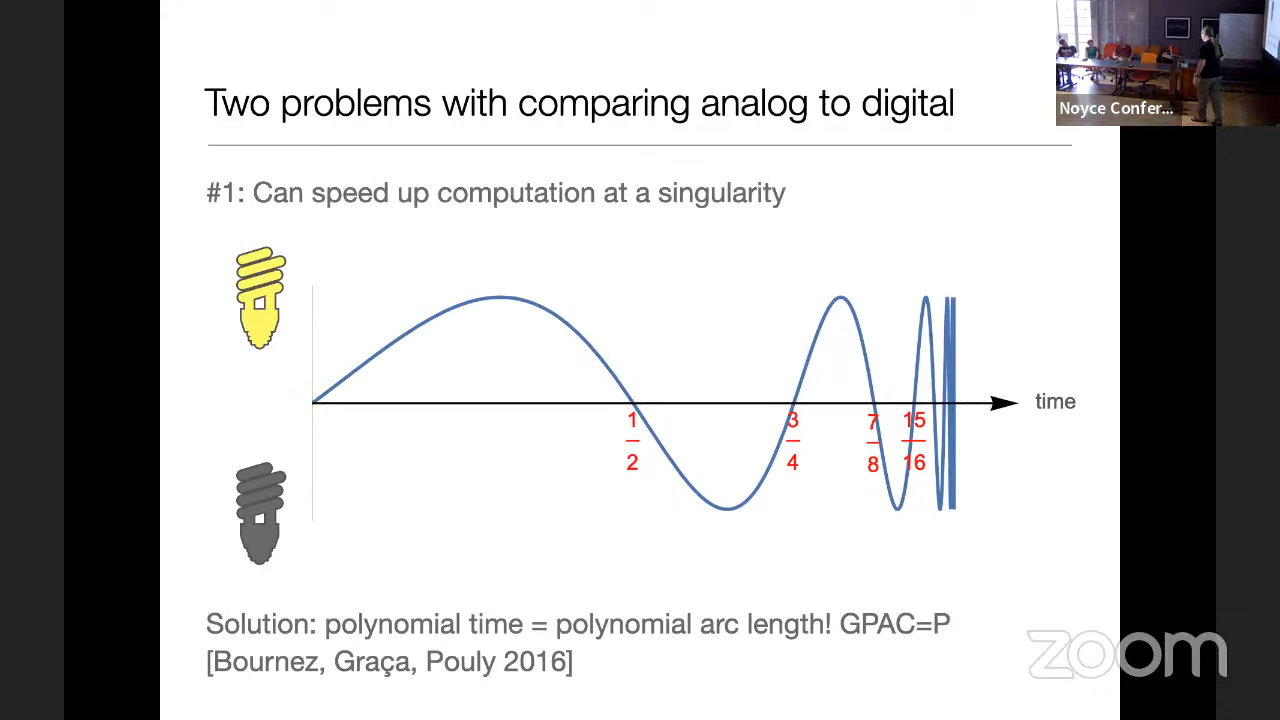 Two problems with comparing analog to digital
Noyce Confer...
#1: Can speed up computation at a singularity
time
1
2
3
4
7
8
15
16
Solution: polynomial time = polynomial arc length! GPAC=P
[Bournez, Graça, Pouly 2016]
zoom